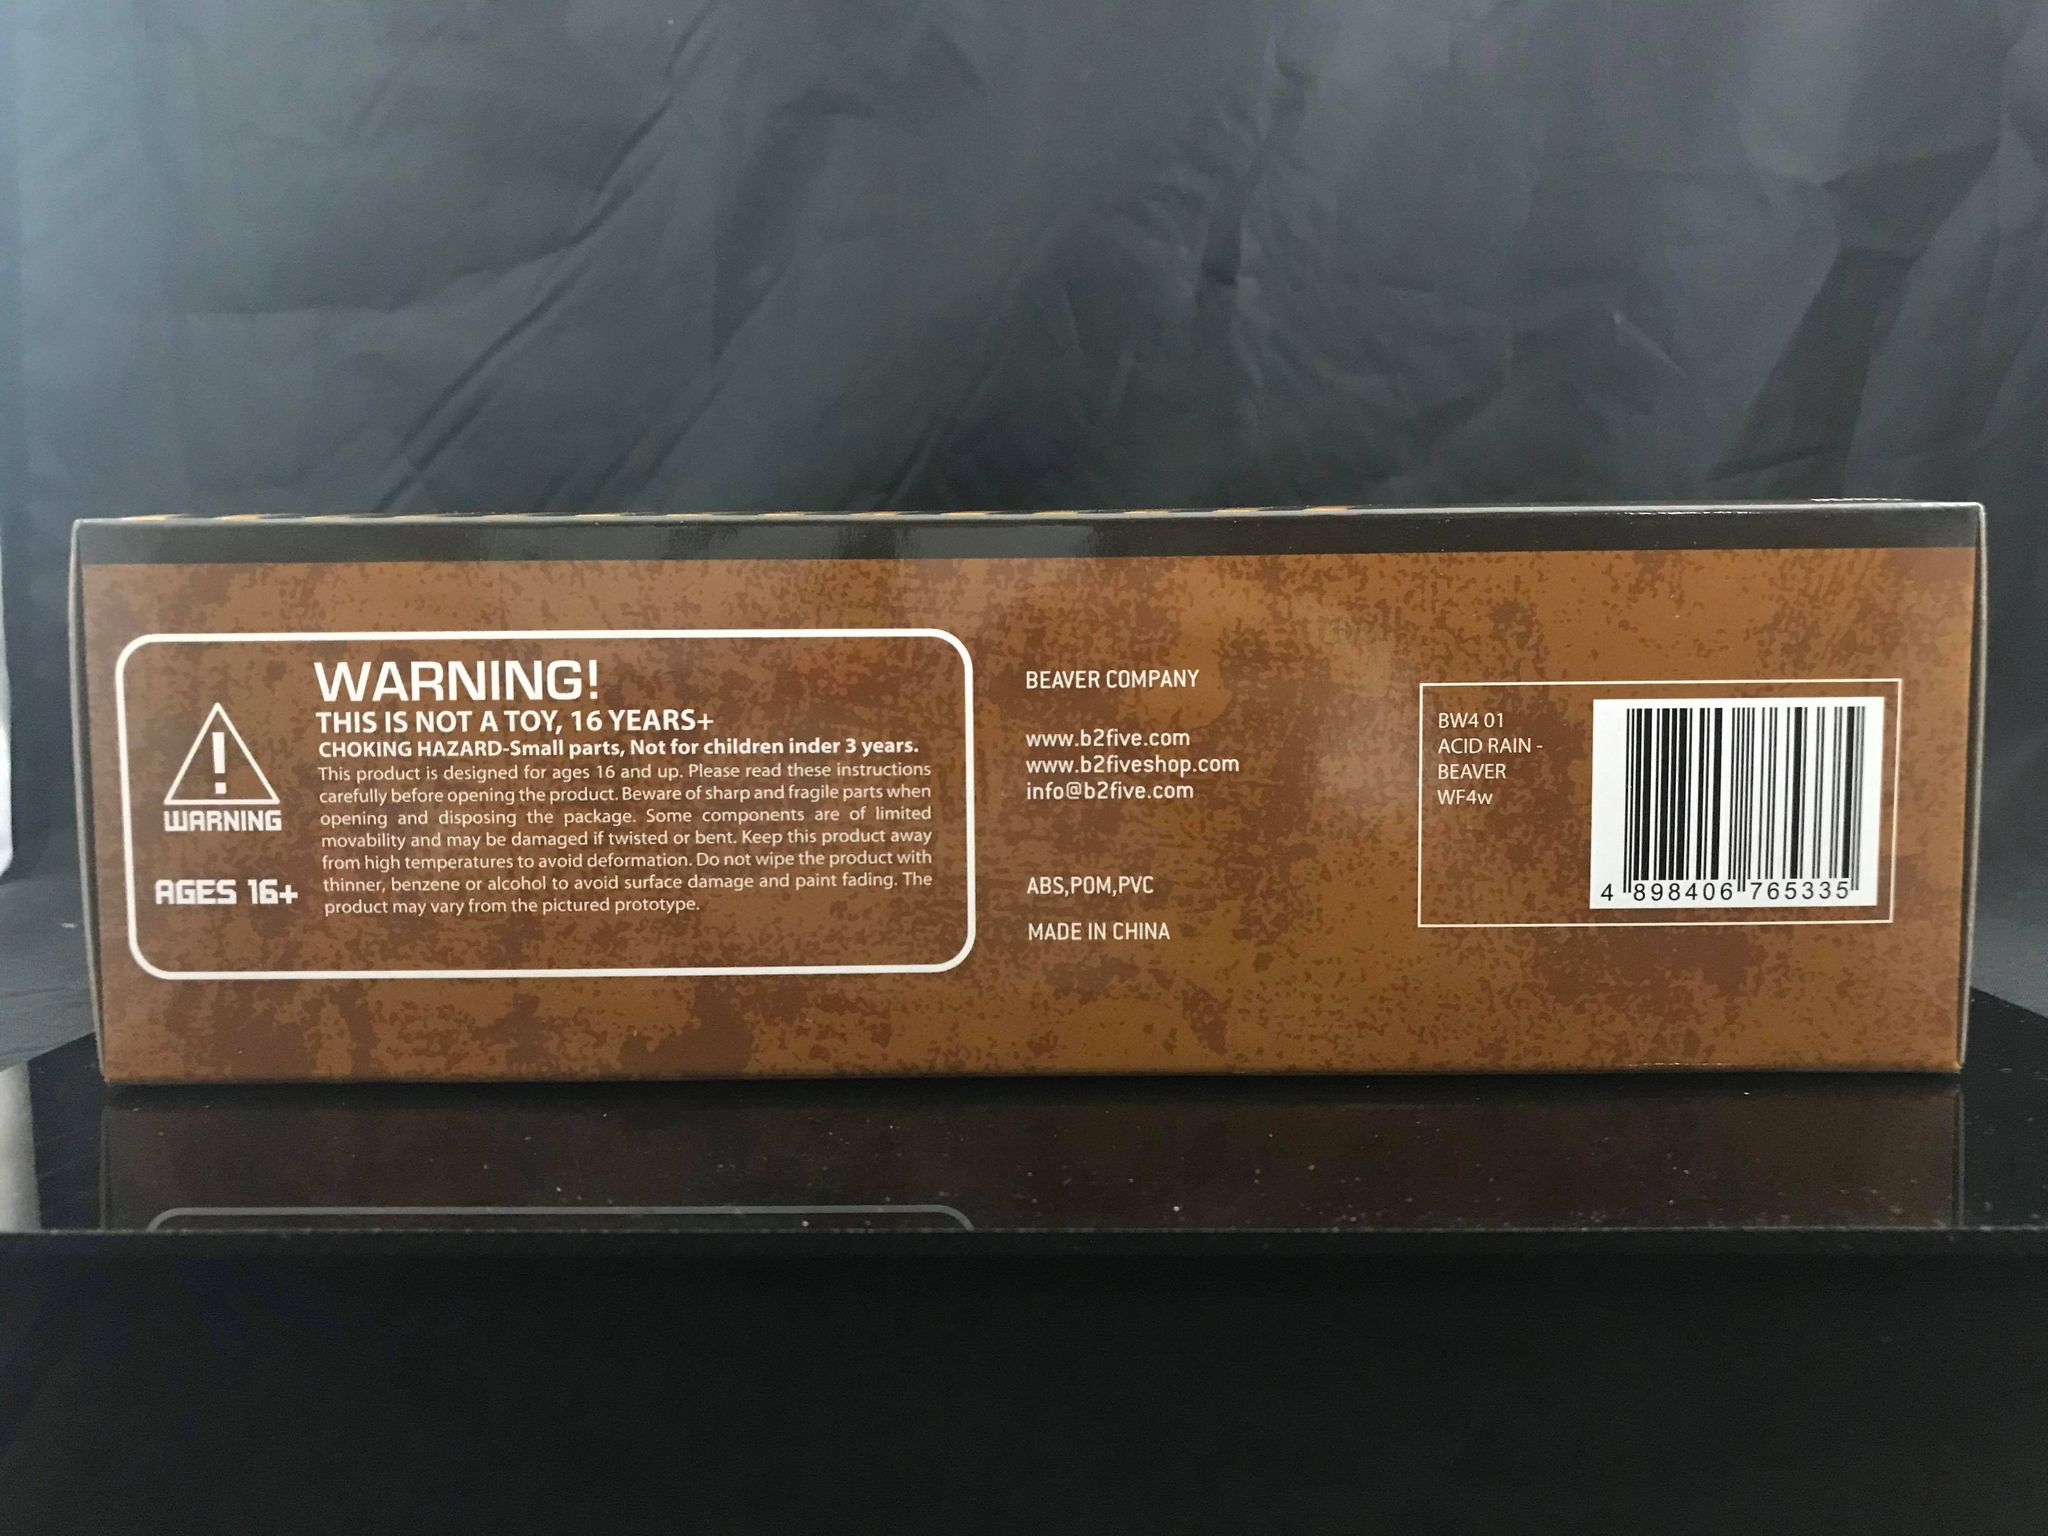 WARNING!
THIS IS NOT A TOY, 16 YEARS+
CHOKING HAZARD-Small parts, Not for children inder 3 years.
This product is designed for ages 16 and up. Please read these instructions
carefully before opening the product. Beware of sharp and fragile parts when
opening and disposing the package. Some components are of limited
movability and may be damaged if twisted or bent. Keep this product away
from high temperatures to avoid deformation. Do not wipe the product with
thinner, benzene or alcohol to avoid surface damage and paint fading. The
product may vary from the pictured prototype.
WARNING
AGES 16+
BEAVER COMPANY
www.b2five.com
www.b2fiveshop.com
info@b2five.com
ABS,POM,PVC
MADE IN CHINA
BW4 01
ACID RAIN -
BEAVER
WF4w
4 898406 765335